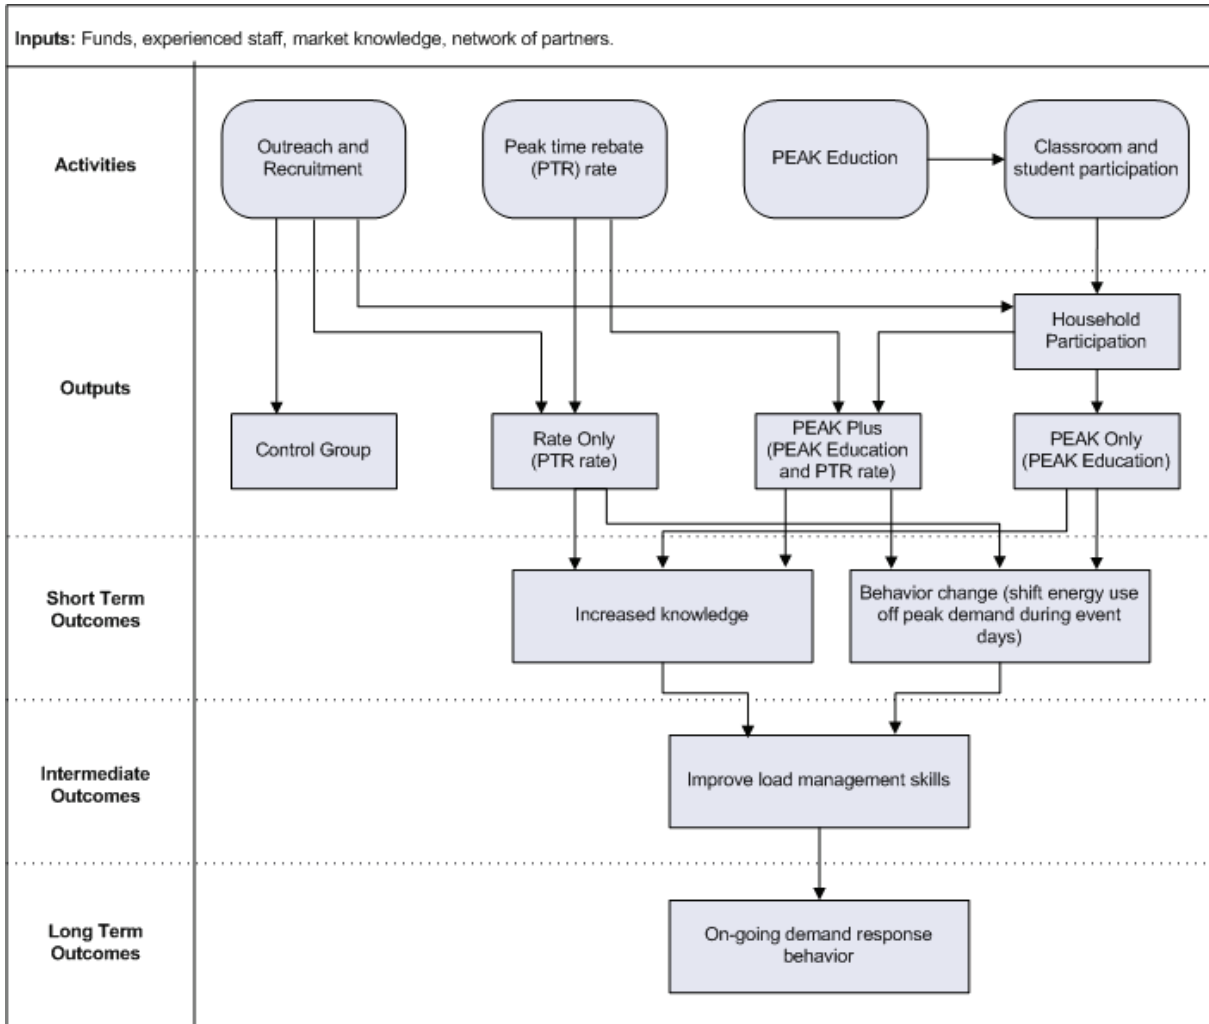 Inputs: Funds, experienced staff, market knowledge, network of partners.
Activities
Outreach and
Recruitment
Peak time rebate
(PTR) rate
PEAK Eduction
Classroom and
student participation
Outputs
Household
Participation
Control Group
Rate Only
(PTR rate)
PEAK Plus
(PEAK Education
and PTR rate)
PEAK Only
(PEAK Education)
Short Term
Outcomes
Increased knowledge
Behavior change (shift energy use
off peak demand during event
days)
Intermediate
Outcomes
Improve load management skills
Long Term
Outcomes
On-going demand response
behavior